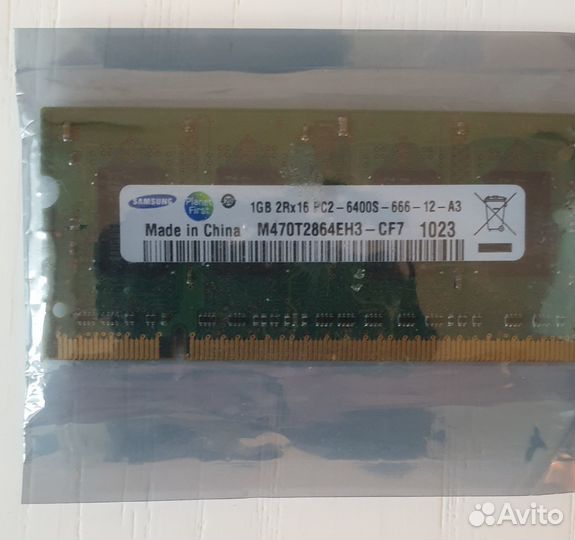 SAMSUNG
Planet First
1GB 2Rx16 PC2-6400S-666-12-A3
Made in China
M470T2864EH3-CF7 1023
Avito